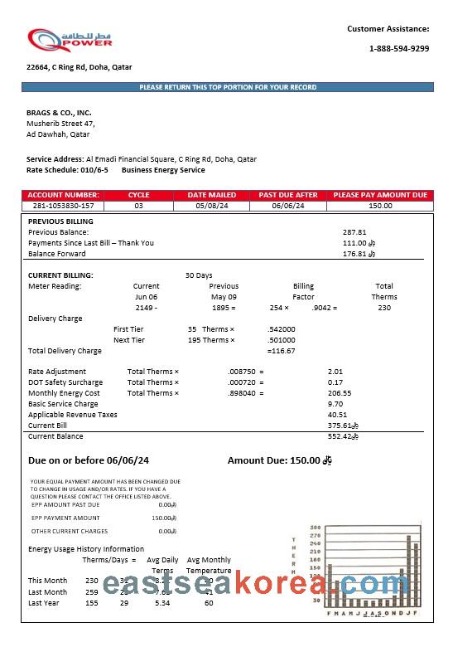 Customer Assistance:
قطر للطاقة
QPOWER
1-888-594-9299
22664, C Ring Rd, Doha, Qatar
PLEASE RETURN THIS TOP PORTION FOR YOUR RECORD
BRAGS & CO., INC.
Musherib Street 47,
Ad Dawhah, Qatar
Service Address: Al Emadi Financial Square, C Ring Rd, Doha, Qatar
Rate Schedule: 010/6-5 Business Energy Service
ACCOUNT NUMBER: CYCLE DATE MAILED PAST DUE AFTER PLEASE PAY AMOUNT DUE
281-1053830-157 03 05/08/24 06/06/24 150.00
PREVIOUS BILLING
Previous Balance: 287.81
Payments Since Last Bill – Thank You 111.00 ﷼
Balance Forward 176.81 ﷼
CURRENT BILLING: 30 Days
Meter Reading: Current Previous Billing Total
Jun 06 May 09 Factor Therms
2149 - 1895 = 254 × .9042 = 230
Delivery Charge
First Tier 35 Therms × .542000
Next Tier 195 Therms × .501000
Total Delivery Charge =116.67
Rate Adjustment Total Therms × .008750 = 2.01
DOT Safety Surcharge Total Therms × .000720 = 0.17
Monthly Energy Cost Total Therms × .898040 = 206.55
Basic Service Charge 9.70
Applicable Revenue Taxes 40.51
Current Bill 375.61﷼
Current Balance 552.42﷼
Due on or before 06/06/24 Amount Due: 150.00 ﷼
YOUR EQUAL PAYMENT AMOUNT HAS BEEN CHANGED DUE
TO CHANGE IN USAGE AND/OR RATES. IF YOU HAVE A
QUESTION PLEASE CONTACT THE OFFICE LISTED ABOVE.
EPP AMOUNT PAST DUE 0.00﷼
EPP PAYMENT AMOUNT 150.00﷼
OTHER CURRENT CHARGES 0.00﷼
Energy Usage History Information
Therms/Days = Avg Daily Avg Monthly
Terms Temperature
This Month 230
Last Month 259
Last Year 155 29 5.34 60
eastseakorea.com
300
270
240
210
180
150
30
T H E R M
F M A M J J A S O N D J F